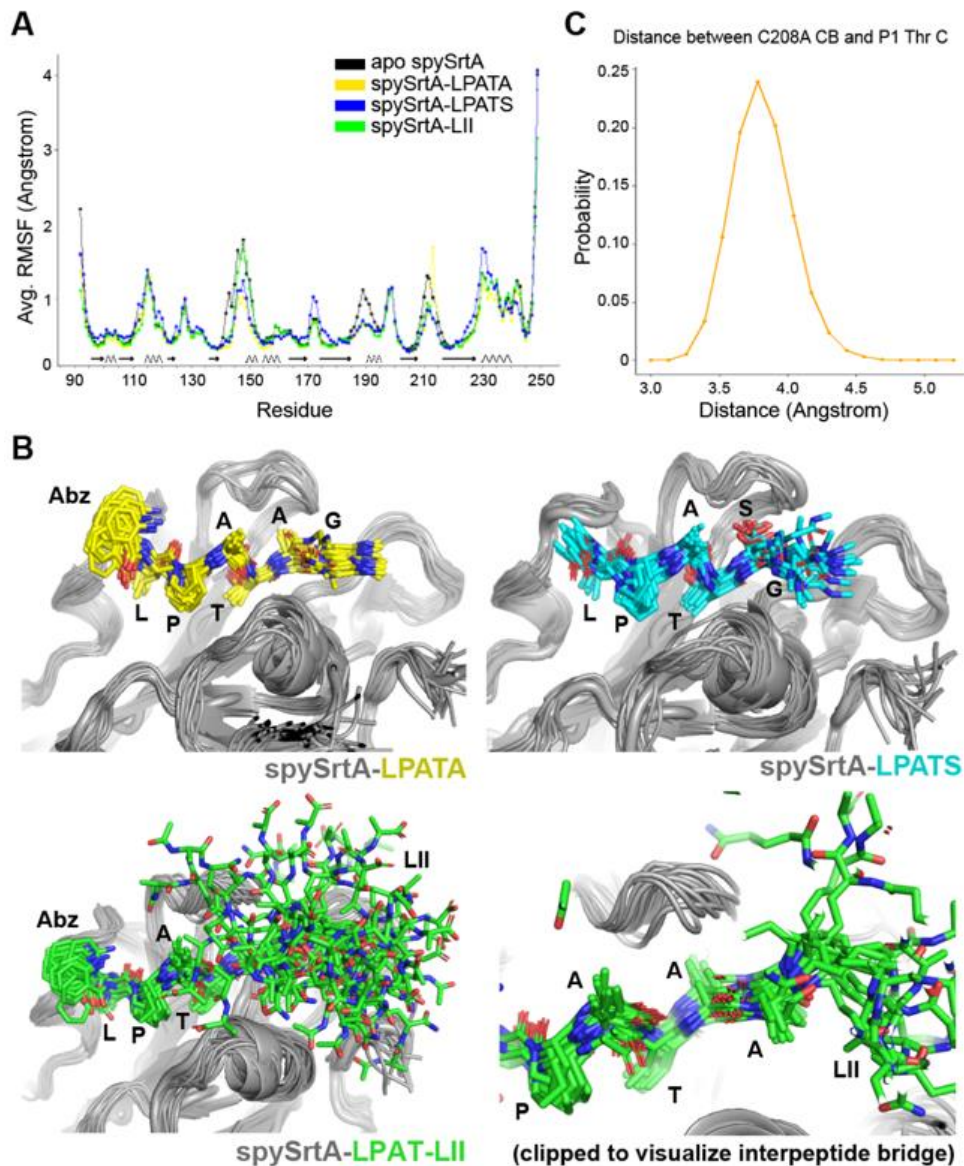 A
apo spySrtA
spySrtA-LPATA
spySrtA-LPATS
spySrtA-LII
Avg. RMSF (Angstrom)
4
3
2
1
0
90 110 130 150 170 190 210 230 250
Residue
C
Distance between C208A CB and P1 Thr C
Probability
0.25
0.20
0.15
0.10
0.05
0
3.0 3.5 4.0 4.5 5.0
Distance (Angstrom)
B
Abz
A A G
L P T
spySrtA-LPATA
A S
L P T G
spySrtA-LPATS
Abz
A
LII
L P T
spySrtA-LPAT-LII
A A
P T A LII
(clipped to visualize interpeptide bridge)